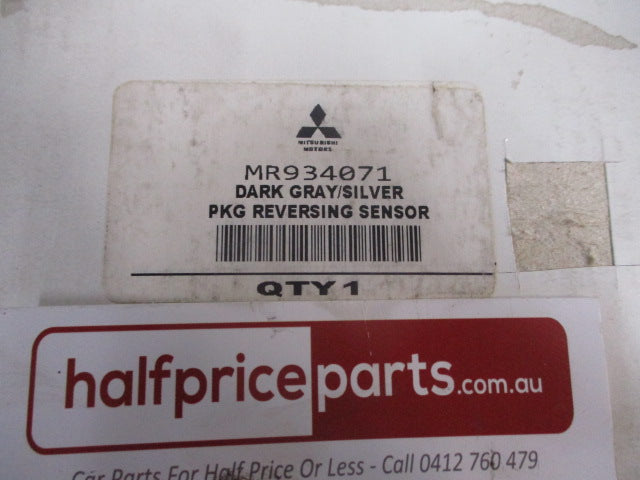 MITSUBISHI
MOTORS
MR934071
DARK GRAY/SILVER
PKG REVERSING SENSOR
QTY 1
halfpriceparts.com.au
Car Parts For Half Price Or Less - Call 0412 760 479